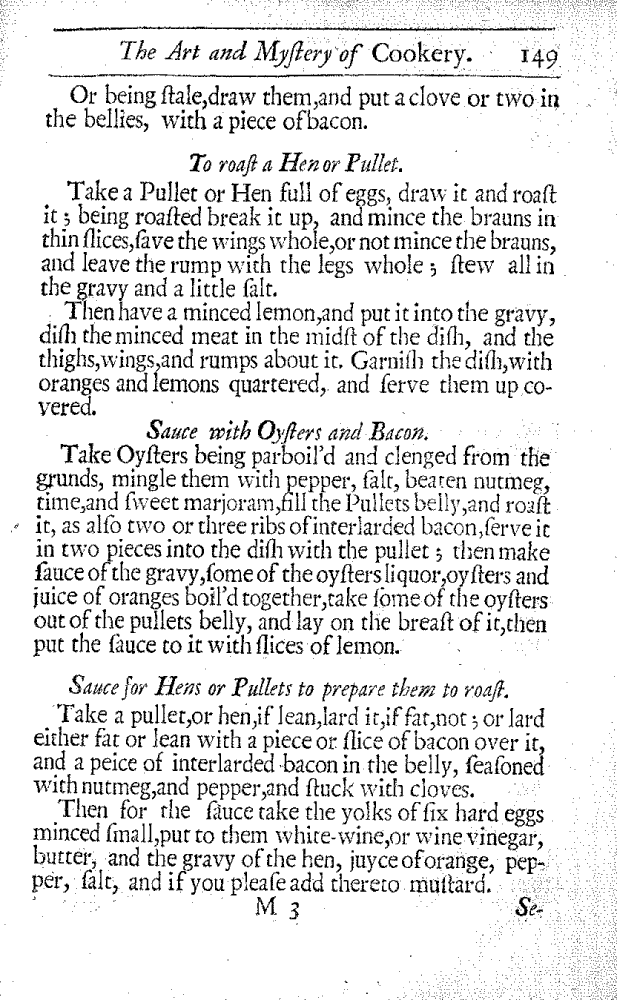 The Art and Myſtery of Cookery. 149
Or being ſtale,draw them,and put a clove or two in
the bellies, with a piece of bacon.
To roaſt a Hen or Pullet.
Take a Pullet or Hen full of eggs, draw it and roaſt
it ; being roaſted break it up, and mince the brauns in
thin ſlices,ſave the wings whole,or not mince the brauns,
and leave the rump with the legs whole ; ſtew all in
the gravy and a little ſalt.
Then have a minced lemon,and put it into the gravy,
diſh the minced meat in the midſt of the diſh, and the
thighs,wings,and rumps about it. Garniſh the diſh,with
oranges and lemons quartered, and ſerve them up co-
vered.
Sauce with Oyſters and Bacon.
Take Oyſters being parboil'd and clenged from the
grunds, mingle them with pepper, ſalt, beaten nutmeg,
time,and ſweet marjoram,fill the Pullets belly,and roaſt
it, as alſo two or three ribs of interlarded bacon,ſerve it
in two pieces into the diſh with the pullet ; then make
ſauce of the gravy,ſome of the oyſters liquor,oyſters and
juice of oranges boil'd together,take ſome of the oyſters
out of the pullets belly, and lay on the breaſt of it,then
put the ſauce to it with ſlices of lemon.
Sauce for Hens or Pullets to prepare them to roaſt.
Take a pullet,or hen,if lean,lard it,if fat,not ; or lard
either fat or lean with a piece or ſlice of bacon over it,
and a peice of interlarded bacon in the belly, ſeaſoned
with nutmeg,and pepper,and ſtuck with cloves.
Then for the ſauce take the yolks of ſix hard eggs
minced ſmall,put to them white-wine,or wine vinegar,
butter, and the gravy of the hen, juyce of orange, pep-
per, ſalt, and if you pleaſe add thereto muſtard.
M 3 Se-